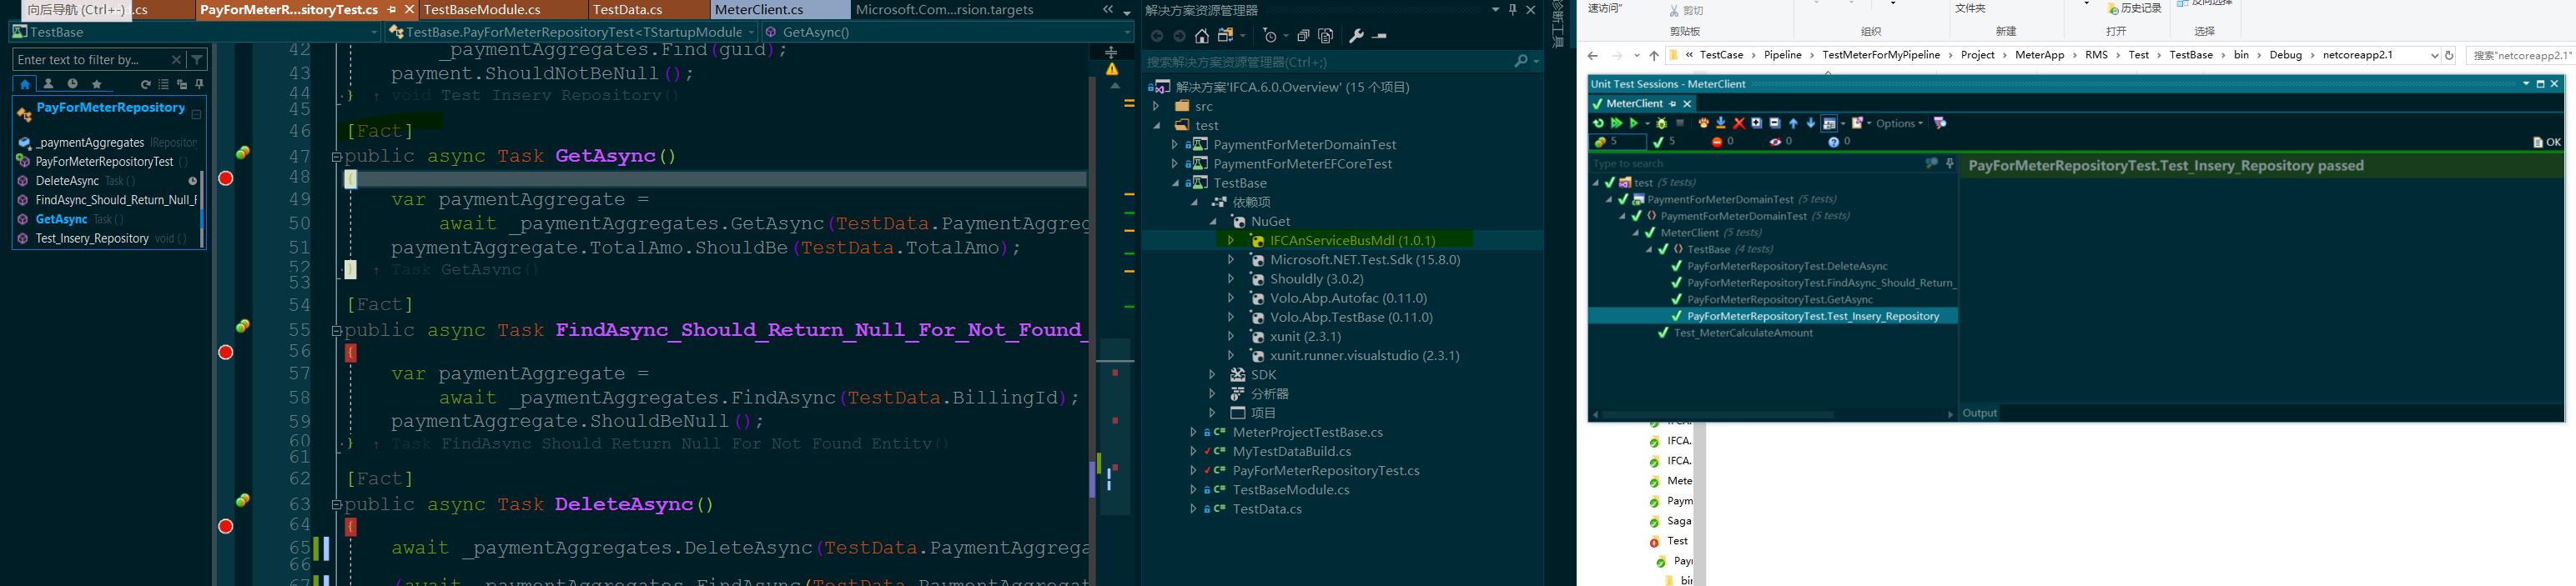 向后导航 (Ctrl+-)
.cs
PayForMeterR...sitoryTest.cs
TestBaseModule.cs
TestData.cs
MeterClient.cs
Microsoft.Com...rsion.targets
TestBase
TestBase.PayForMeterRepositoryTest<TStartupModule
GetAsync()
Enter text to filter by...
PayForMeterRepository
_paymentAggregates IRepositor
PayForMeterRepositoryTest ()
DeleteAsync Task ()
FindAsync_Should_Return_Null_F
GetAsync Task ()
Test_Insery_Repository void ()
42 _paymentAggregates.Find(guid);
43 payment.ShouldNotBeNull();
44 } ↑ void Test Insery Repository()
45
46 [Fact]
47 public async Task GetAsync()
48 {
49 var paymentAggregate =
50 await _paymentAggregates.GetAsync(TestData.PaymentAggreg
51 paymentAggregate.TotalAmo.ShouldBe(TestData.TotalAmo);
52 } ↑ Task GetAsync()
53
54 [Fact]
55 public async Task FindAsync_Should_Return_Null_For_Not_Found_
56 {
57 var paymentAggregate =
58 await _paymentAggregates.FindAsync(TestData.BillingId);
59 paymentAggregate.ShouldBeNull();
60 } ↑ Task FindAsync Should Return Null For Not Found Entity()
61
62 [Fact]
63 public async Task DeleteAsync()
64 {
65 await _paymentAggregates.DeleteAsync(TestData.PaymentAggrega
66
67 (await _paymentAggregates.FindAsync(TestData.PaymentAggregat
解决方案资源管理器
搜索解决方案资源管理器(Ctrl+;)
解决方案'IFCA.6.0.Overview' (15 个项目)
src
test
PaymentForMeterDomainTest
PaymentForMeterEFCoreTest
TestBase
依赖项
NuGet
IFCAnServiceBusMdl (1.0.1)
Microsoft.NET.Test.Sdk (15.8.0)
Shouldly (3.0.2)
Volo.Abp.Autofac (0.11.0)
Volo.Abp.TestBase (0.11.0)
xunit (2.3.1)
xunit.runner.visualstudio (2.3.1)
SDK
分析器
项目
MeterProjectTestBase.cs
MyTestDataBuild.cs
PayForMeterRepositoryTest.cs
TestBaseModule.cs
TestData.cs
诊断工具
速访问"
剪切
文件夹
历史记录
反向选择
剪贴板
组织
新建
打开
选择
« TestCase > Pipeline > TestMeterForMyPipeline > Project > MeterApp > RMS > Test > TestBase > bin > Debug > netcoreapp2.1
搜索"netcoreapp2.1"
Unit Test Sessions - MeterClient
MeterClient
Options
5 5 0 0 0 OK
Type to search
PayForMeterRepositoryTest.Test_Insery_Repository passed
test (5 tests)
PaymentForMeterDomainTest (5 tests)
PaymentForMeterDomainTest (5 tests)
MeterClient (5 tests)
TestBase (4 tests)
PayForMeterRepositoryTest.DeleteAsync
PayForMeterRepositoryTest.FindAsync_Should_Return_
PayForMeterRepositoryTest.GetAsync
PayForMeterRepositoryTest.Test_Insery_Repository
Test_MeterCalculateAmount
Output
IFCA.
IFCA.
Mete
Paym
Saga
Test
Payi
bin